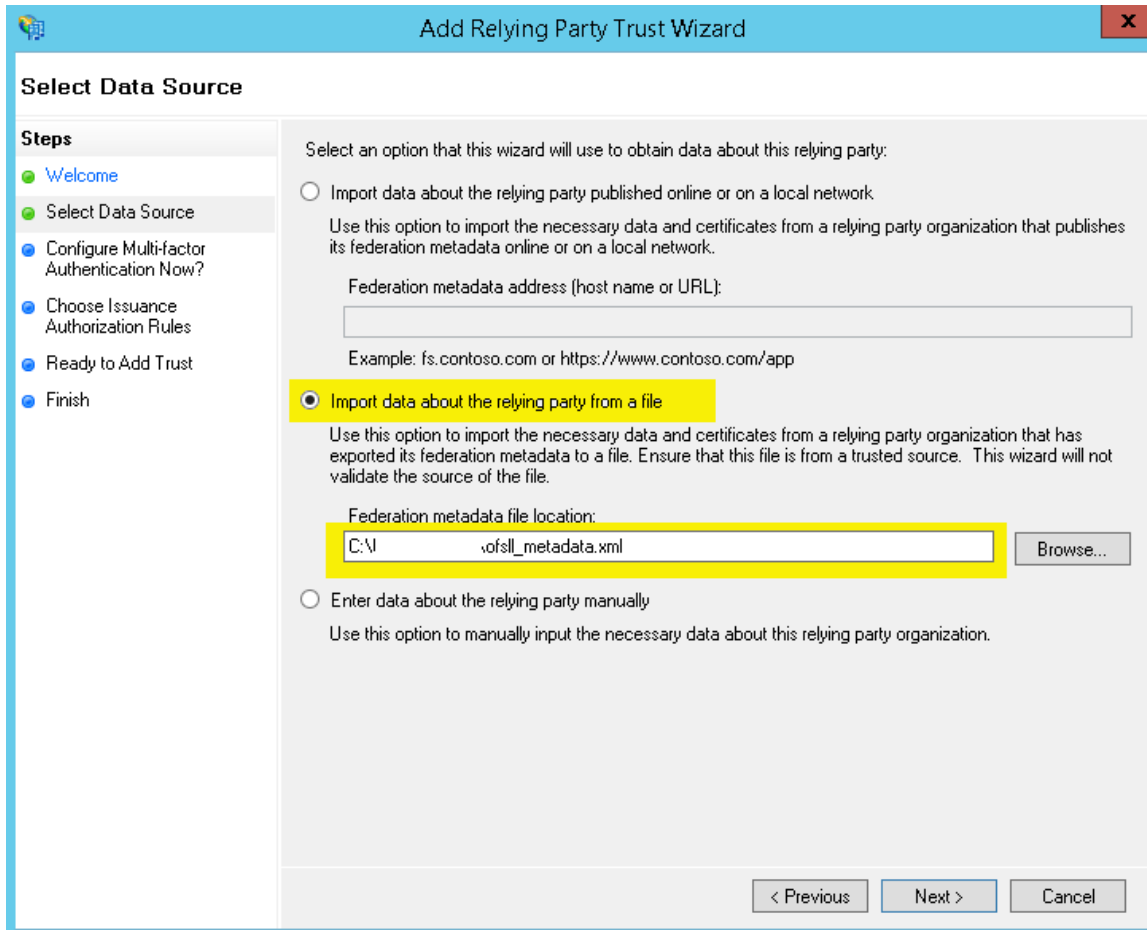 Add Relying Party Trust Wizard
x
Select Data Source
Steps
Welcome
Select Data Source
Configure Multi-factor
Authentication Now?
Choose Issuance
Authorization Rules
Ready to Add Trust
Finish
Select an option that this wizard will use to obtain data about this relying party:
Import data about the relying party published online or on a local network
Use this option to import the necessary data and certificates from a relying party organization that publishes
its federation metadata online or on a local network.
Federation metadata address (host name or URL):
Example: fs.contoso.com or https://www.contoso.com/app
Import data about the relying party from a file
Use this option to import the necessary data and certificates from a relying party organization that has
exported its federation metadata to a file. Ensure that this file is from a trusted source.  This wizard will not
validate the source of the file.
Federation metadata file location:
C:\ \ofsll_metadata.xml
Browse...
Enter data about the relying party manually
Use this option to manually input the necessary data about this relying party organization.
< Previous
Next >
Cancel